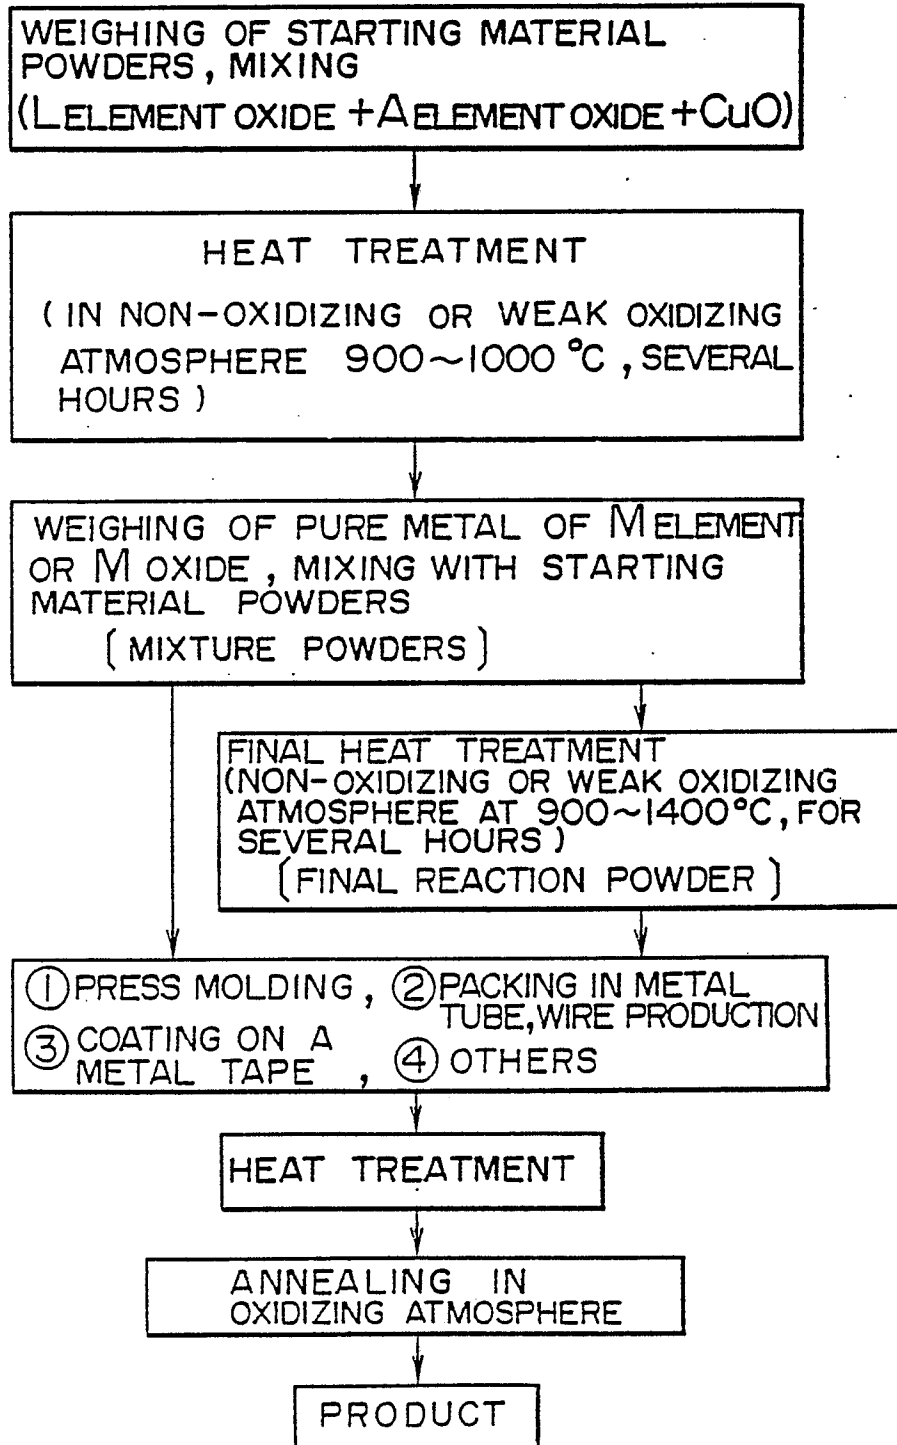 WEIGHING OF STARTING MATERIAL
POWDERS, MIXING
(L ELEMENT OXIDE + A ELEMENT OXIDE + CuO)
HEAT TREATMENT
(IN NON-OXIDIZING OR WEAK OXIDIZING
ATMOSPHERE 900~1000°C, SEVERAL
HOURS)
WEIGHING OF PURE METAL OF M ELEMENT
OR M OXIDE, MIXING WITH STARTING
MATERIAL POWDERS
[MIXTURE POWDERS]
FINAL HEAT TREATMENT
(NON-OXIDIZING OR WEAK OXIDIZING
ATMOSPHERE AT 900~1400°C, FOR
SEVERAL HOURS)
[FINAL REACTION POWDER]
① PRESS MOLDING, ② PACKING IN METAL
TUBE, WIRE PRODUCTION
③ COATING ON A
METAL TAPE, ④ OTHERS
HEAT TREATMENT
ANNEALING IN
OXIDIZING ATMOSPHERE
PRODUCT